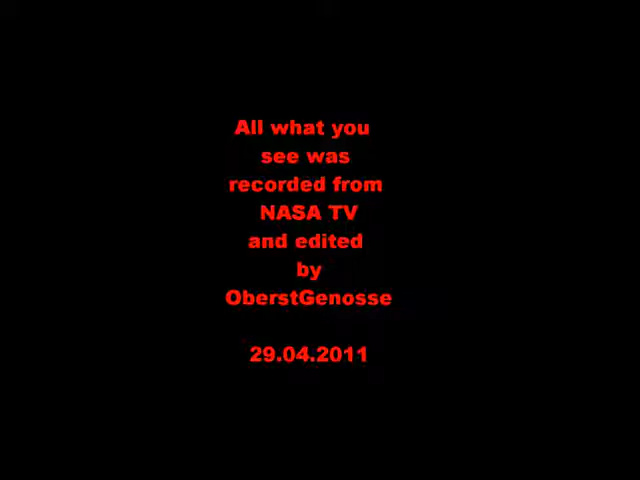 All what you
see was
recorded from
NASA TV
and edited
by
OberstGenosse
29.04.2011